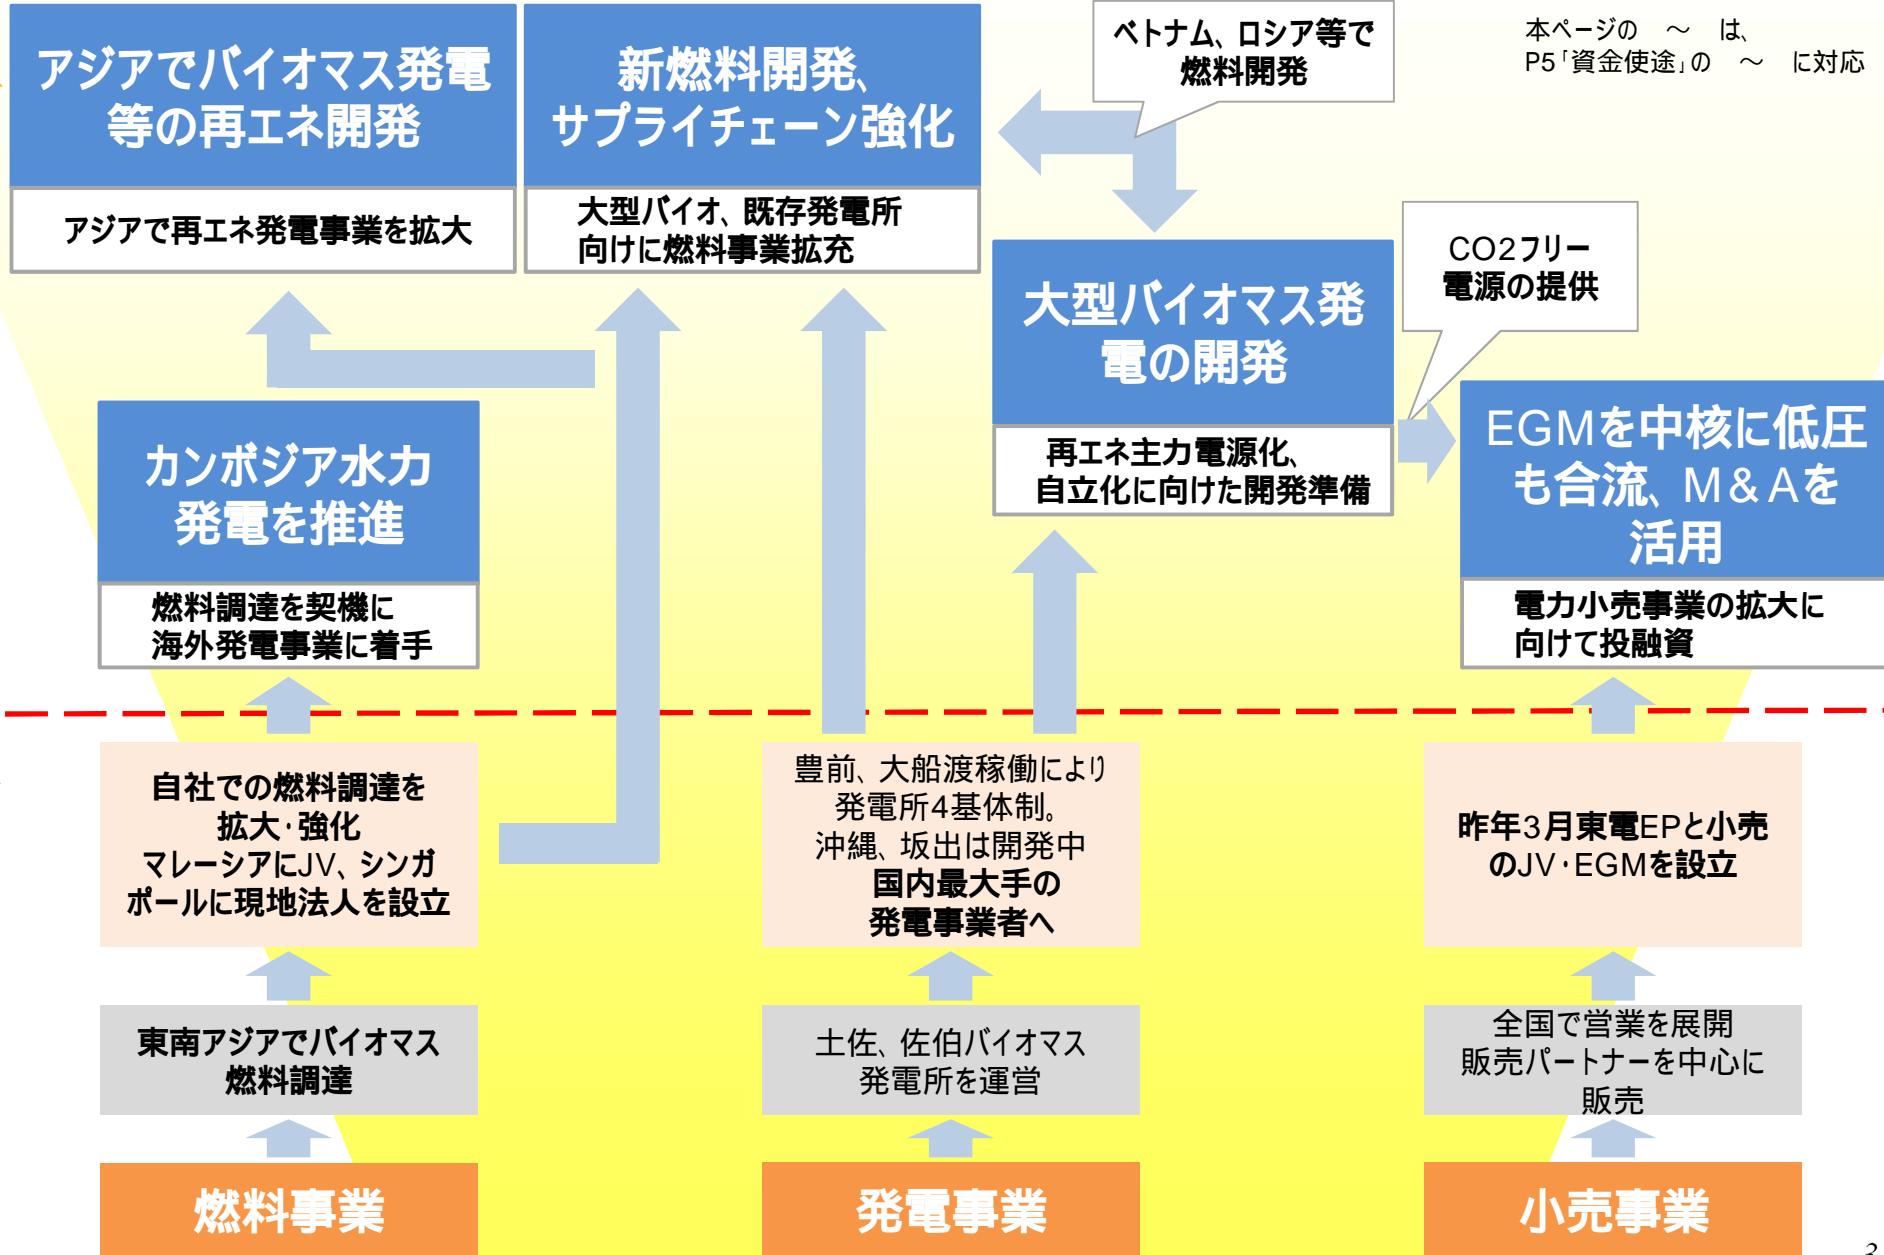 アジアでバイオマス発電
等の再エネ開発
アジアで再エネ発電事業を拡大
新燃料開発、
サプライチェーン強化
大型バイオ、既存発電所
向けに燃料事業拡充
ベトナム、ロシア等で
燃料開発
本ページの　～　は、
P5「資金使途」の　～　に対応
大型バイオマス発
電の開発
再エネ主力電源化、
自立化に向けた開発準備
CO2フリー
電源の提供
カンボジア水力
発電を推進
燃料調達を契機に
海外発電事業に着手
EGMを中核に低圧
も合流、M&Aを
活用
電力小売事業の拡大に
向けて投融資
自社での燃料調達を
拡大・強化
マレーシアにJV、シンガ
ポールに現地法人を設立
豊前、大船渡稼働により
発電所4基体制。
沖縄、坂出は開発中
国内最大手の
発電事業者へ
昨年3月東電EPと小売
のJV・EGMを設立
東南アジアでバイオマス
燃料調達
土佐、佐伯バイオマス
発電所を運営
全国で営業を展開
販売パートナーを中心に
販売
燃料事業
発電事業
小売事業